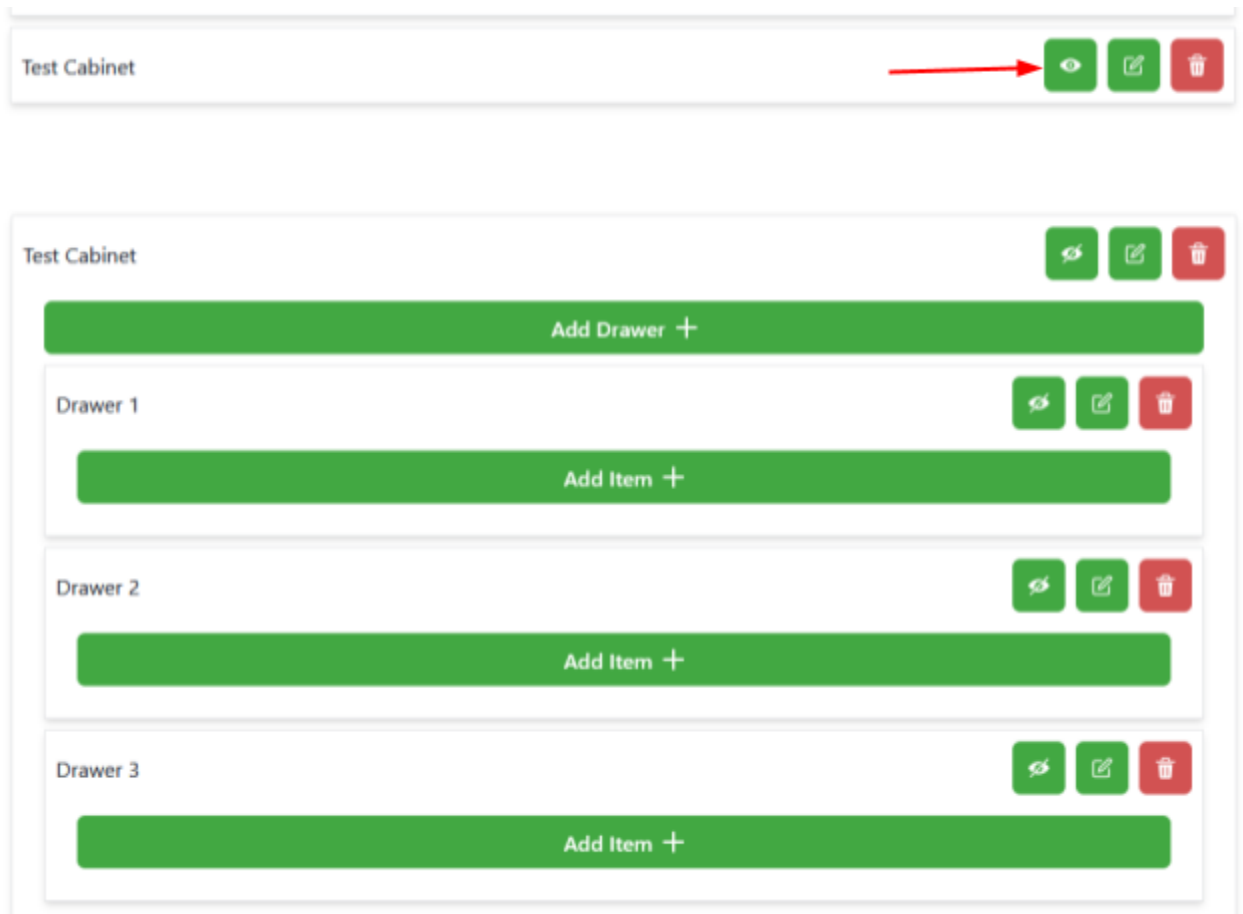 Test Cabinet
Test Cabinet
Add Drawer +
Drawer 1
Add Item +
Drawer 2
Add Item +
Drawer 3
Add Item +